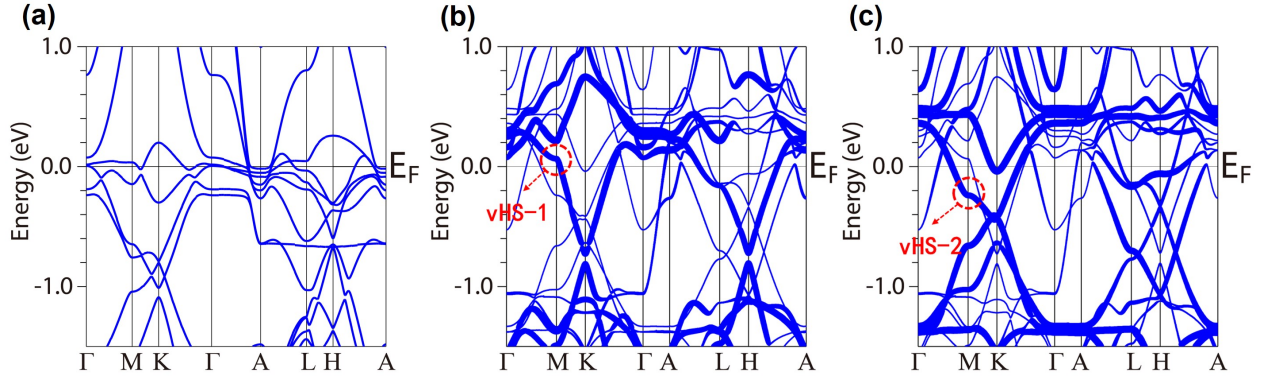 (a)
(b)
(c)
1.0
0.0
-1.0
Energy (eV)
E_F
Γ M K Γ A L H A
1.0
0.0
-1.0
Energy (eV)
E_F
vHS-1
Γ M K Γ A L H A
1.0
0.0
-1.0
Energy (eV)
E_F
vHS-2
Γ M K Γ A L H A